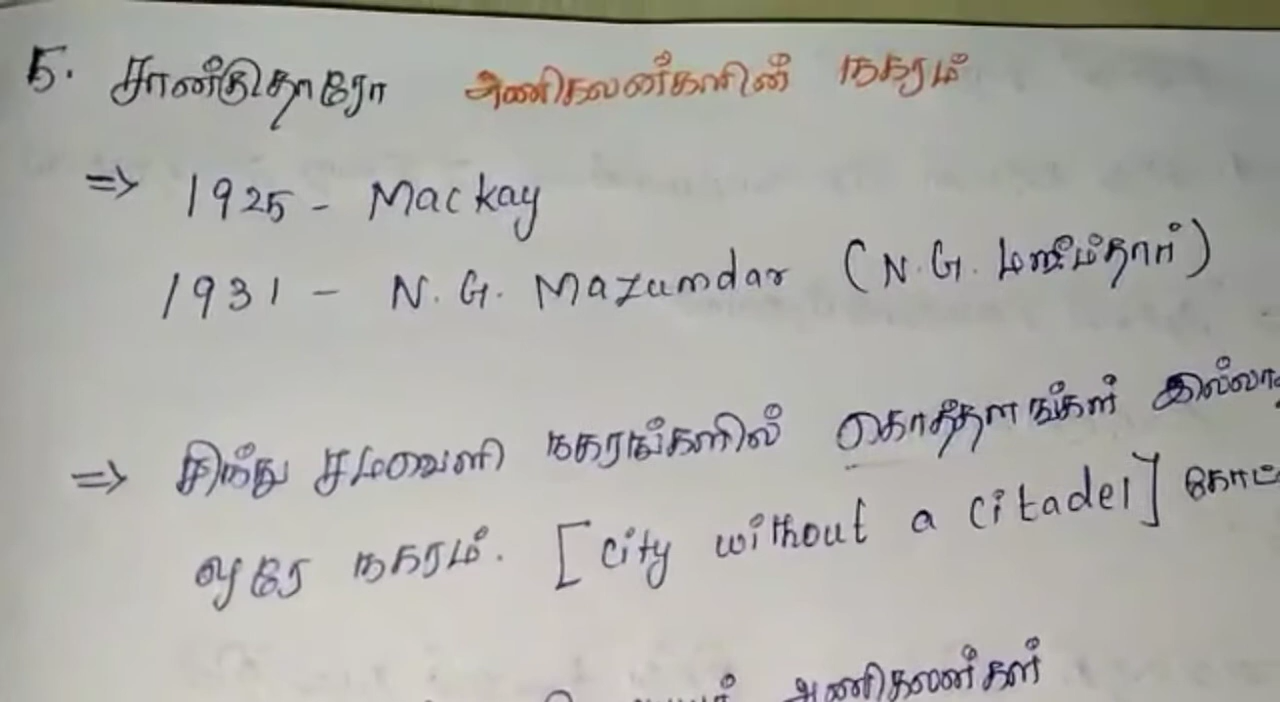 5. சான்குதாரோ அணிகலன்களின் நகரம்
=> 1925 - Mackay
1931 - N. G. Mazumdar (N.G. மஜீம்தார்)
=> சிந்து சமவெளி நகரங்களில் கொத்தளங்கள் இல்லா
ஒரே நகரம். [city without a citadel] கோட்
அணிகலன்கள்